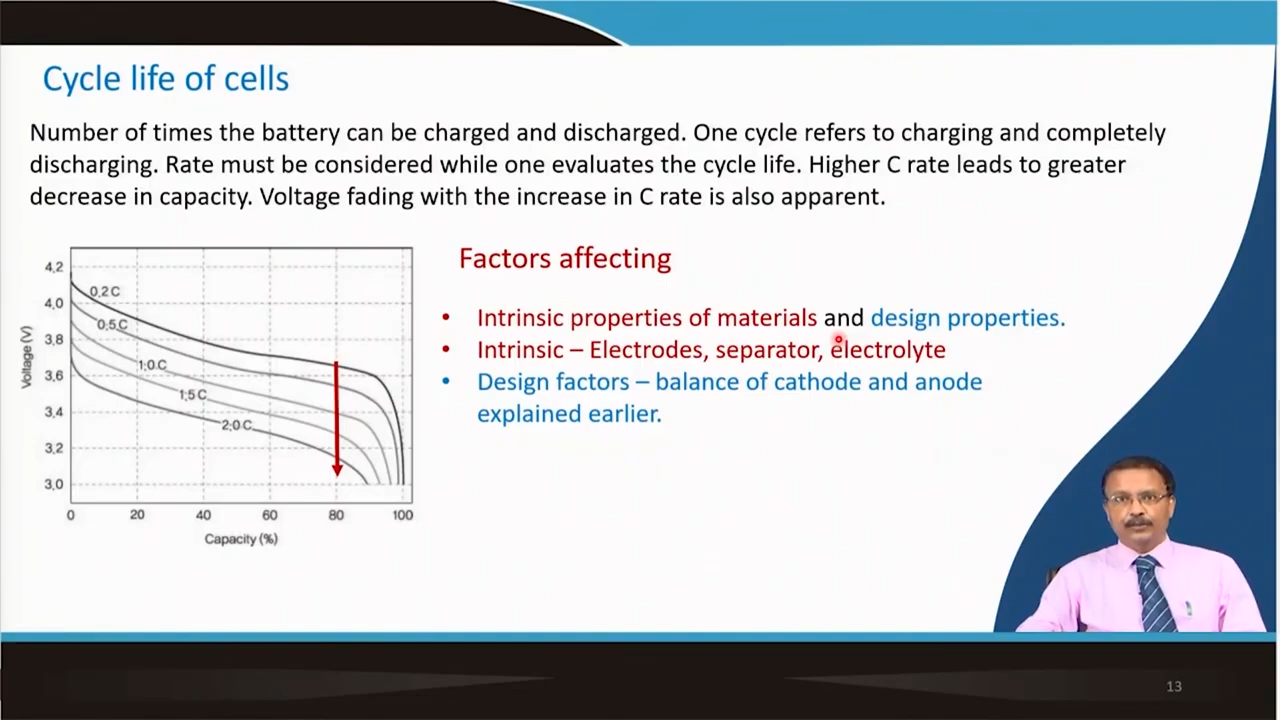 Cycle life of cells
Number of times the battery can be charged and discharged. One cycle refers to charging and completely
discharging. Rate must be considered while one evaluates the cycle life. Higher C rate leads to greater
decrease in capacity. Voltage fading with the increase in C rate is also apparent.
Factors affecting
• Intrinsic properties of materials and design properties.
• Intrinsic – Electrodes, separator, electrolyte
• Design factors – balance of cathode and anode
explained earlier.
Voltage (V)
4,2
4,0
3,8
3,6
3,4
3,2
3,0
0,2 C
0,5 C
1,0 C
1,5 C
2,0 C
0 20 40 60 80 100
Capacity (%)
13